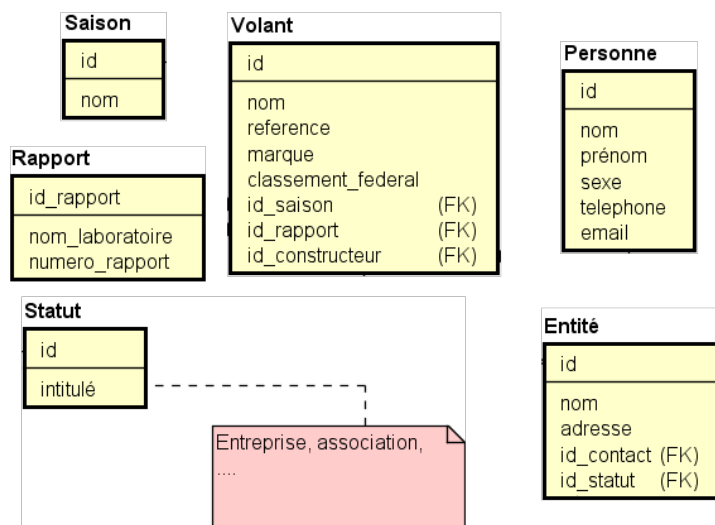 Saison
id
nom
Volant
id
nom
reference
marque
classement_federal
id_saison (FK)
id_rapport (FK)
id_constructeur (FK)
Personne
id
nom
prénom
sexe
telephone
email
Rapport
id_rapport
nom_laboratoire
numero_rapport
Statut
id
intitulé
Entreprise, association,
....
Entité
id
nom
adresse
id_contact (FK)
id_statut (FK)